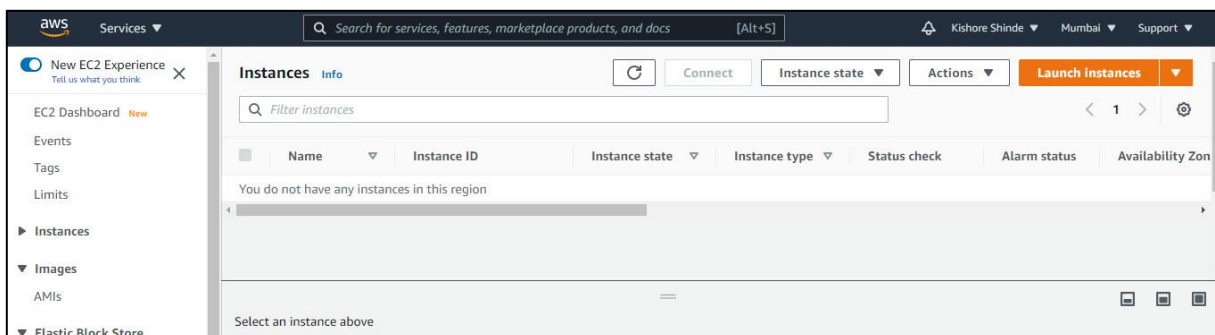 aws Services Search for services, features, marketplace products, and docs [Alt+S] Kishore Shinde Mumbai Support
New EC2 Experience
Tell us what you think
EC2 Dashboard New
Events
Tags
Limits
Instances
Images
AMIs
Elastic Block Store
Instances Info Connect Instance state Actions Launch instances
Filter instances 1
Name Instance ID Instance state Instance type Status check Alarm status Availability Zon
You do not have any instances in this region
Select an instance above